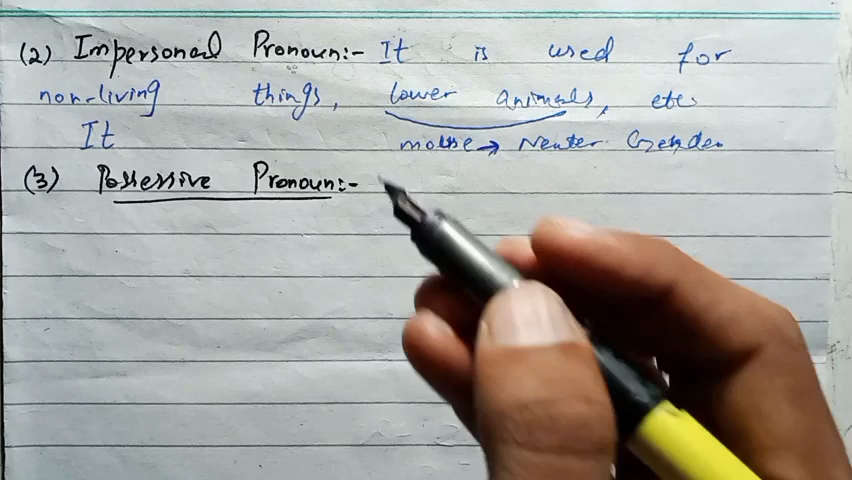 (2) Impersonal Pronoun:- It is used for
non-living things, lower animals, etc
It mouse → Neuter Gender
(3) Possessive Pronoun:-